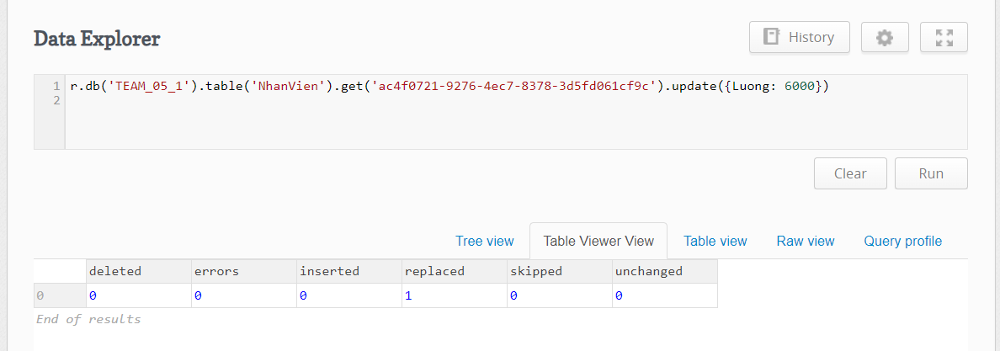 Data Explorer
History
1 r.db('TEAM_05_1').table('NhanVien').get('ac4f0721-9276-4ec7-8378-3d5fd061cf9c').update({Luong: 6000})
2
Clear Run
Tree view Table Viewer View Table view Raw view Query profile
deleted errors inserted replaced skipped unchanged
0 0 0 0 1 0 0
End of results